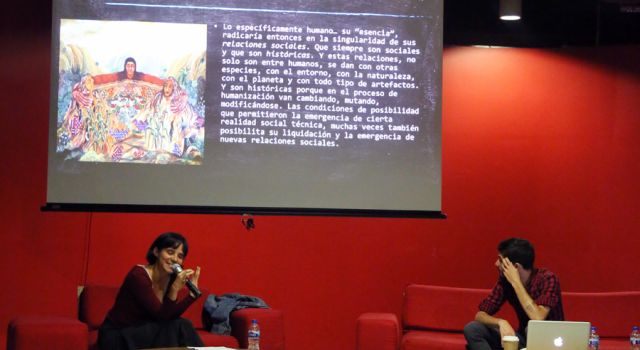 • Lo específicamente humano… su “esencia”,
radicaría entonces en la singularidad de sus
relaciones sociales. Que siempre son sociales
y que son históricas. Y estas relaciones, no
solo son entre humanos, se dan con otras
especies, con el entorno, con la naturaleza,
con el planeta y con todo tipo de artefactos.
Y son históricas porque en el proceso de
humanización van cambiando, mutando,
modificándose. Las condiciones de posibilidad
que permitieron la emergencia de cierta
realidad social técnica, muchas veces también
posibilita su liquidación y la emergencia de
nuevas relaciones sociales.